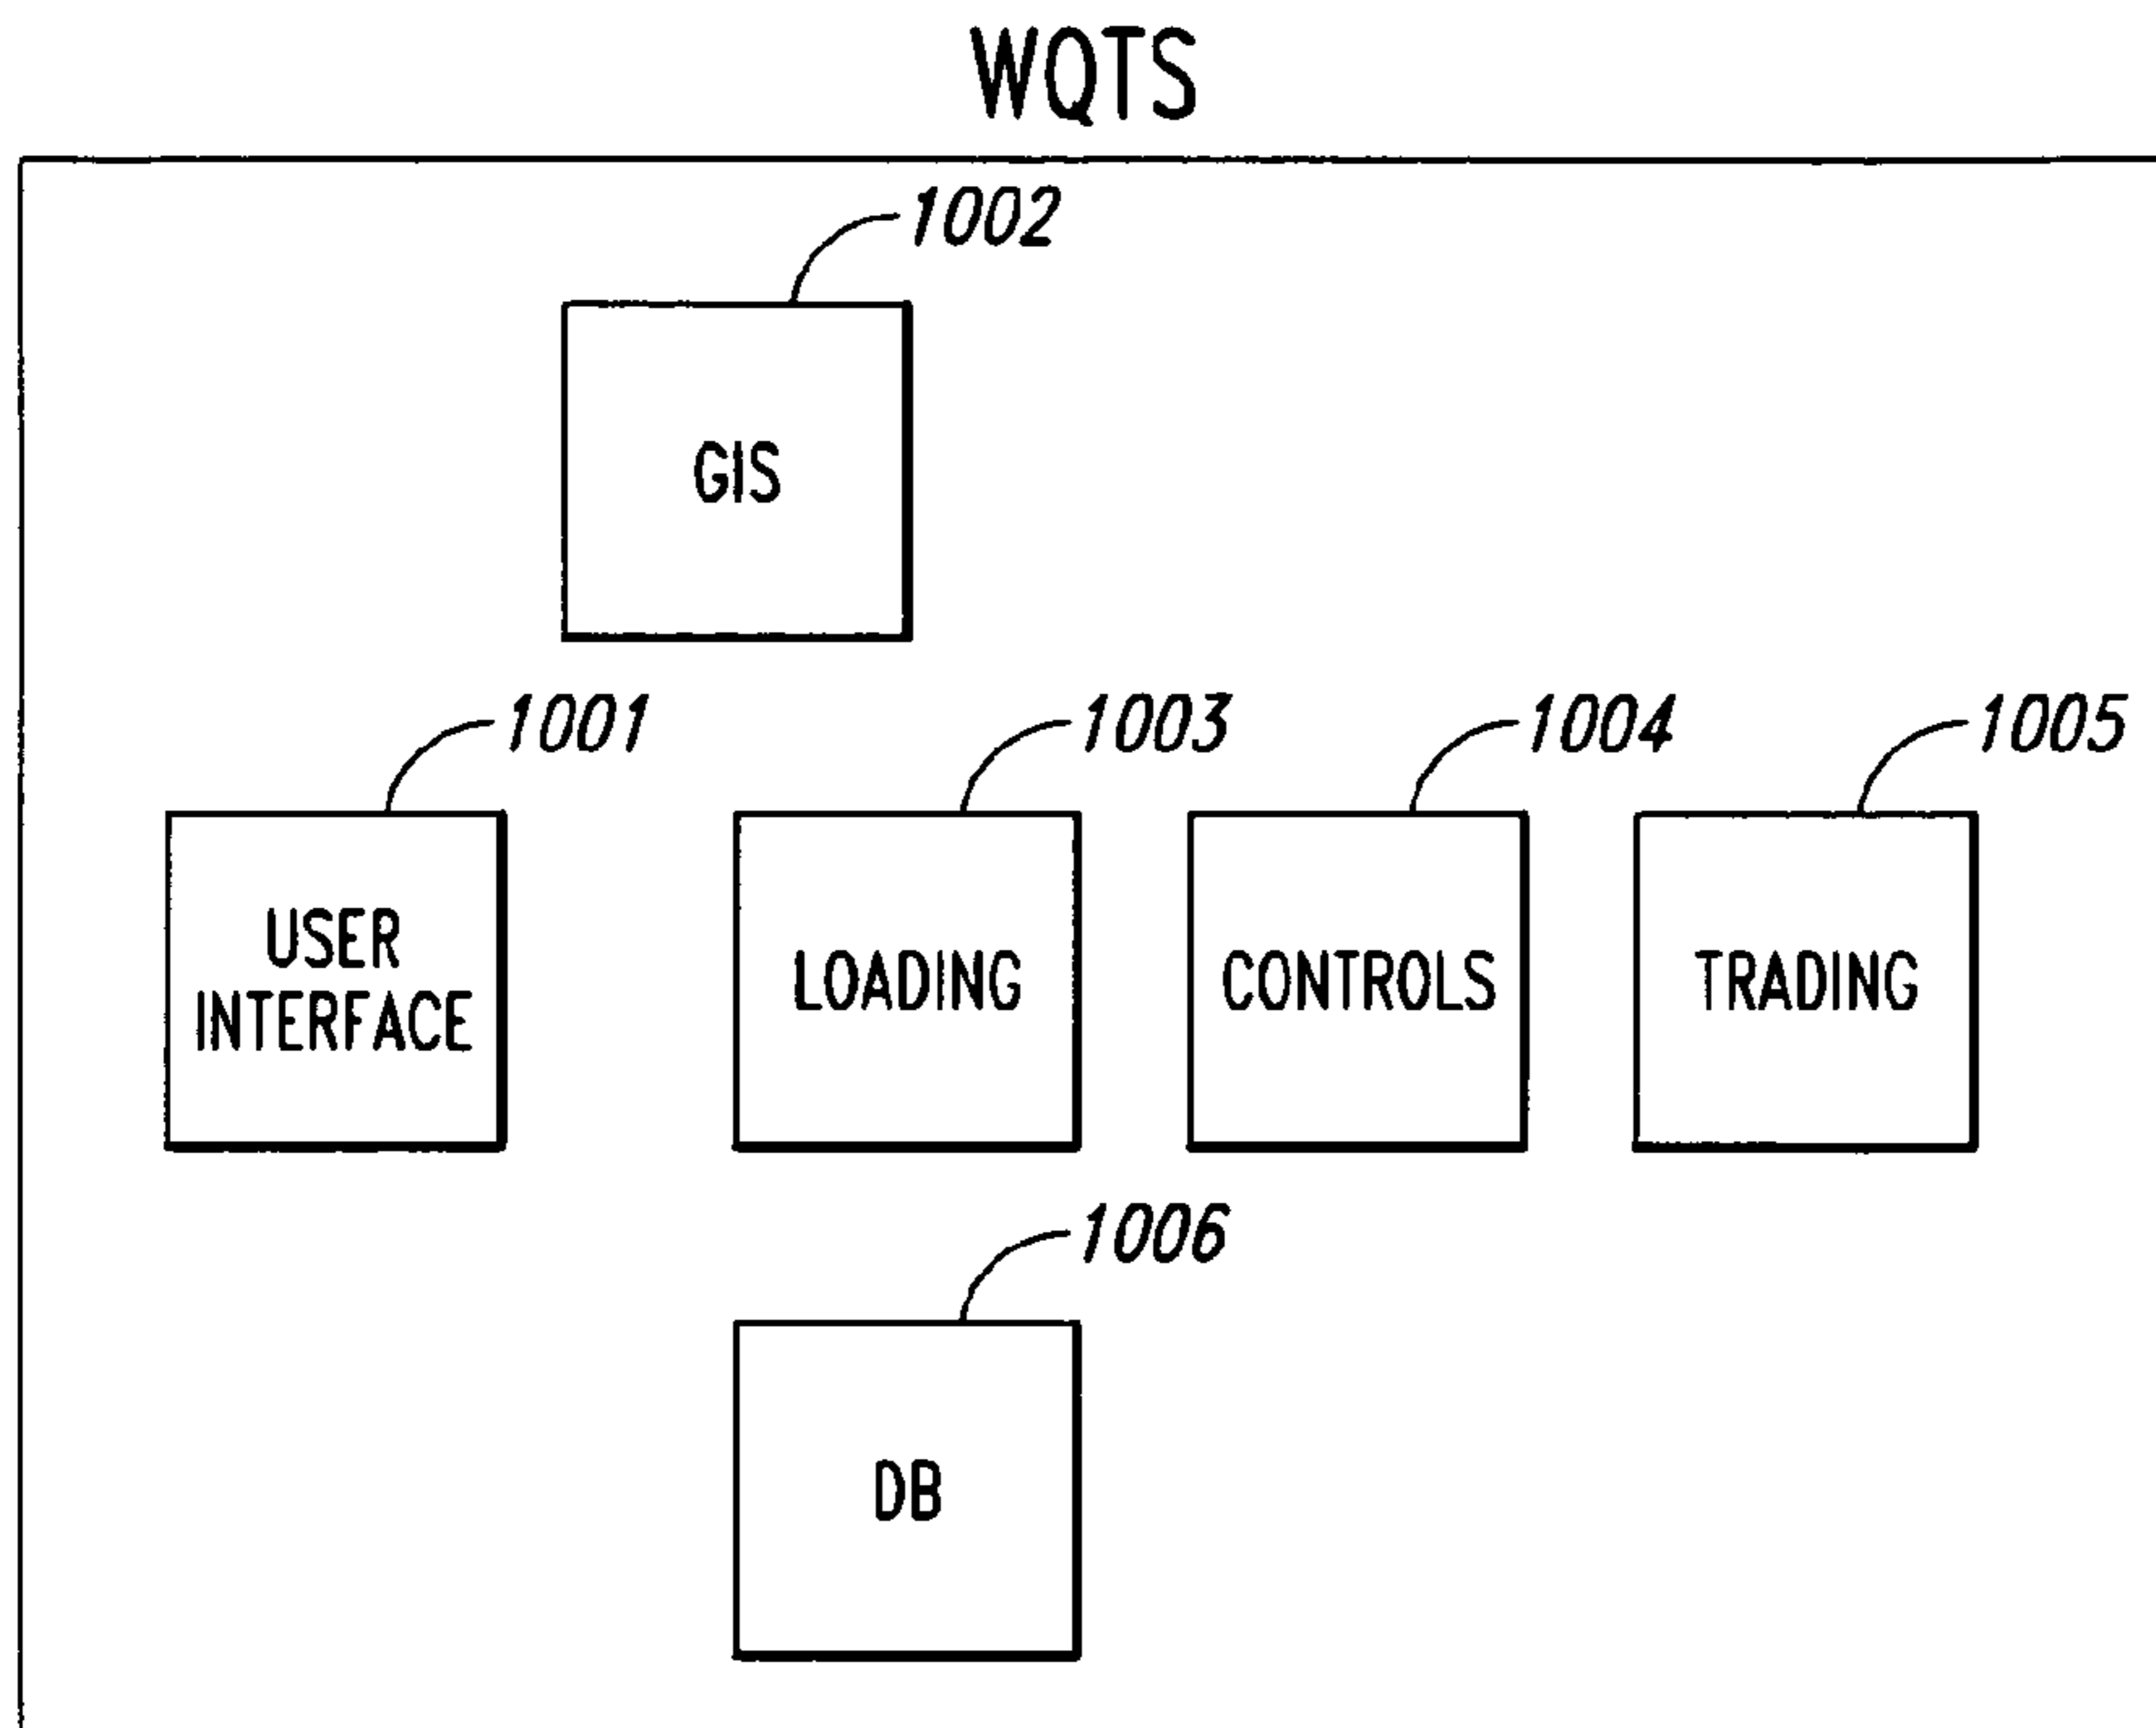 WQTS
1002
GIS
1001
1003
1004
1005
USER
INTERFACE
LOADING
CONTROLS
TRADING
1006
DB